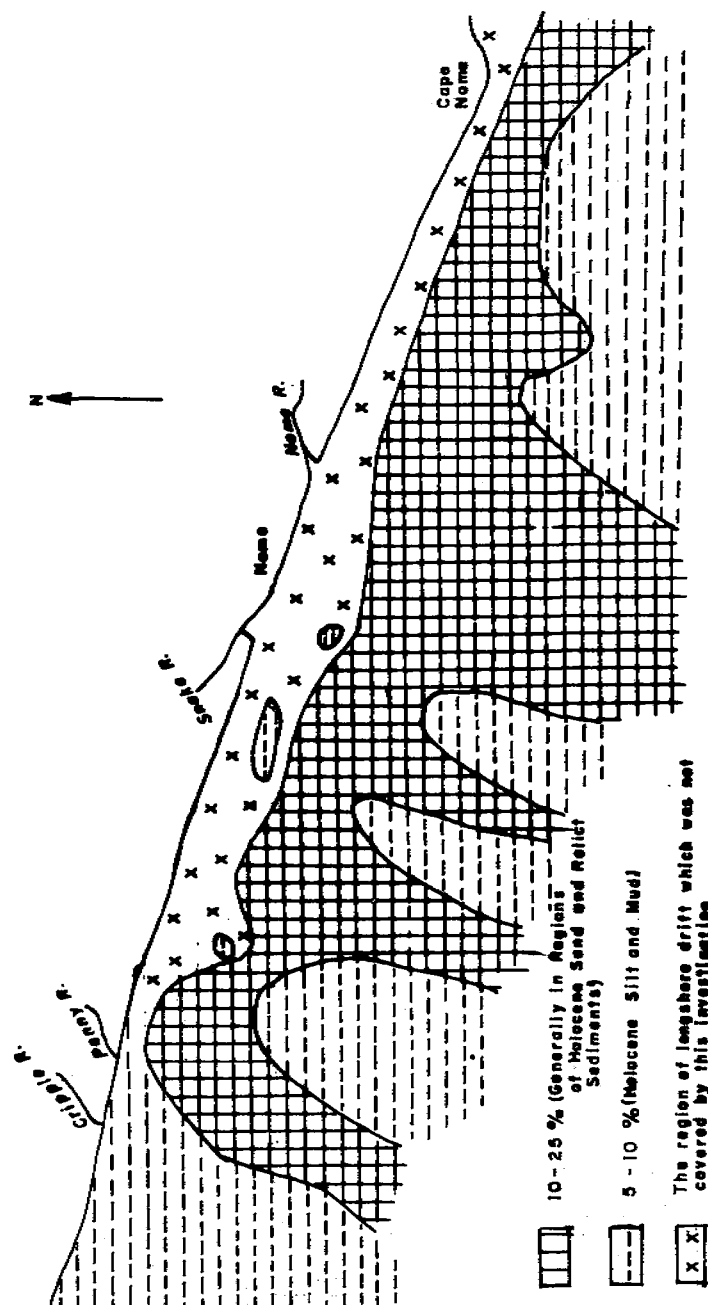 N
Cape
Nome
Nome R.
Nome
Snake R.
Penny R.
Cripple R.
10-25 % (Generally in Regions
of Holocene Sand and Relict
Sediments)
5 - 10 % (Holocene Silt and Mud)
x x
The region of longshore drift which was not
covered by this investigation